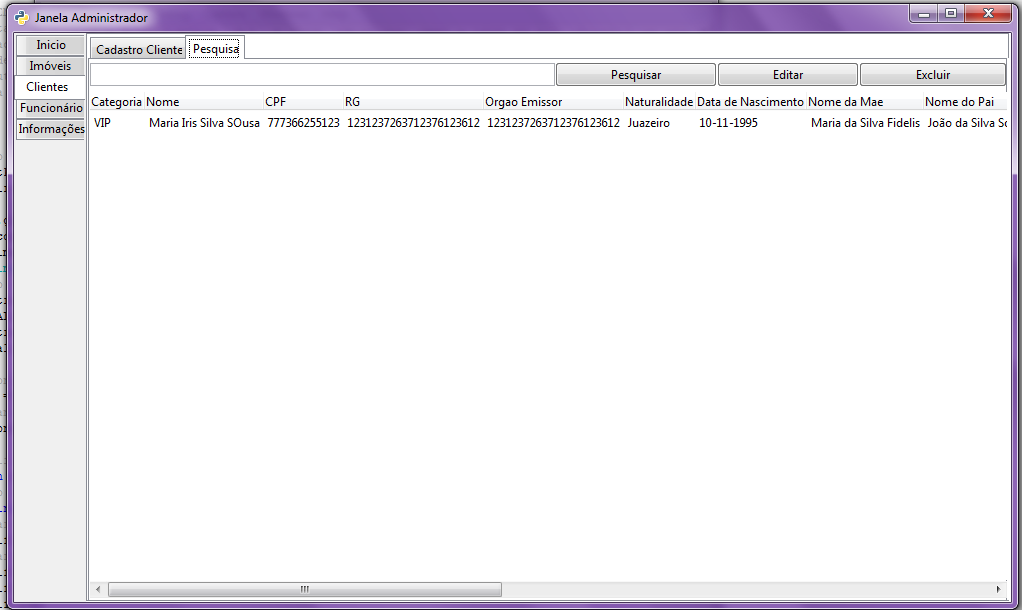 Janela Administrador
Inicio
Imóveis
Clientes
Funcionário
Informações
Cadastro Cliente Pesquisa
Pesquisar Editar Excluir
Categoria Nome CPF RG Orgao Emissor Naturalidade Data de Nascimento Nome da Mae Nome do Pai
VIP Maria Iris Silva SOusa 777366255123 1231237263712376123612 1231237263712376123612 Juazeiro 10-11-1995 Maria da Silva Fidelis João da Silva